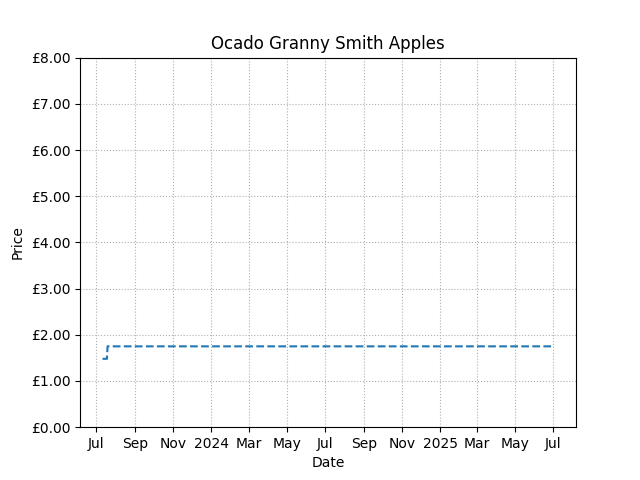 Ocado Granny Smith Apples
£8.00
£7.00
£6.00
£5.00
£4.00
£3.00
£2.00
£1.00
£0.00
Price
Jul Sep Nov 2024 Mar May Jul Sep Nov 2025 Mar May Jul
Date